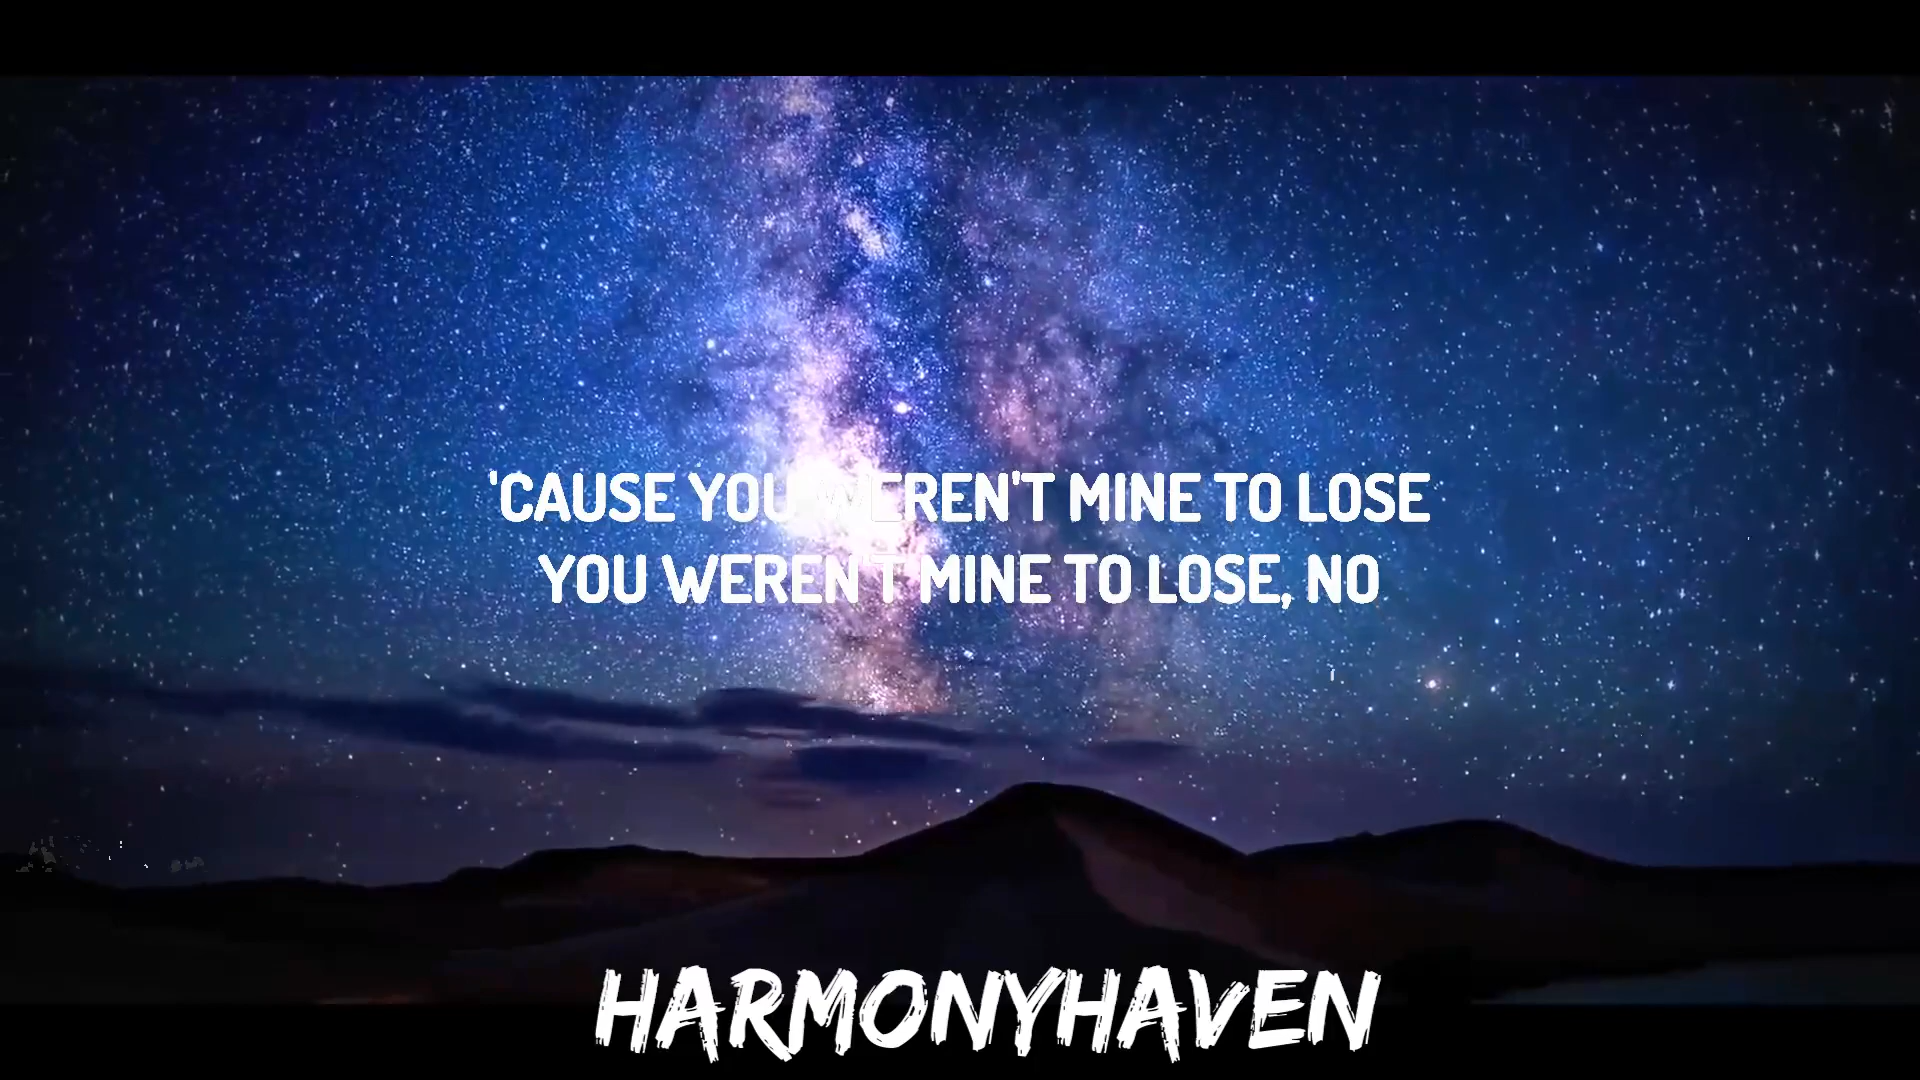 'CAUSE YOU WEREN'T MINE TO LOSE
YOU WEREN'T MINE TO LOSE, NO
HARMONYHAVEN